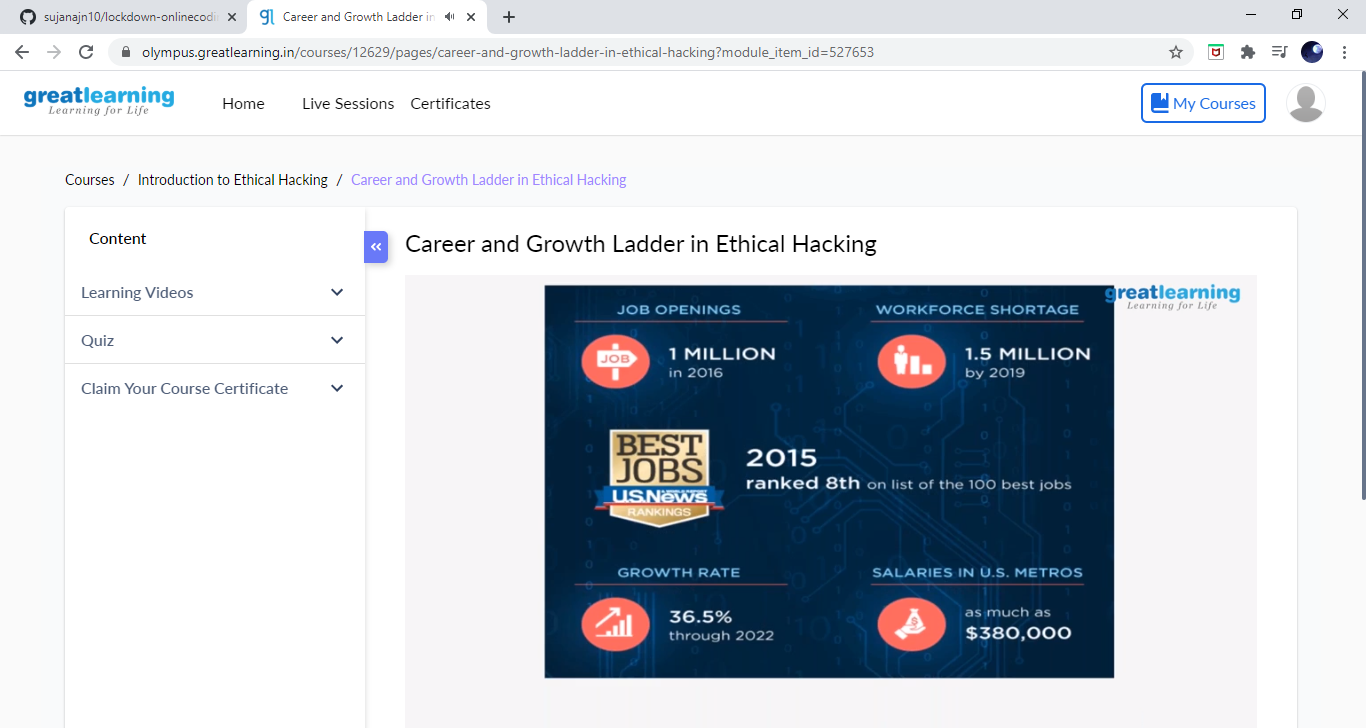 sujanajn10/lockdown-onlinecodi
Career and Growth Ladder in
olympus.greatlearning.in/courses/12629/pages/career-and-growth-ladder-in-ethical-hacking?module_item_id=527653
greatlearning
Learning for Life
Home Live Sessions Certificates
My Courses
Courses / Introduction to Ethical Hacking / Career and Growth Ladder in Ethical Hacking
Content
Learning Videos
Quiz
Claim Your Course Certificate
«
Career and Growth Ladder in Ethical Hacking
greatlearning
Learning for Life
JOB OPENINGS
JOB
1 MILLION
in 2016
WORKFORCE SHORTAGE
1.5 MILLION
by 2019
BEST
JOBS
U.S.News
RANKINGS
2015
ranked 8th on list of the 100 best jobs
GROWTH RATE
36.5%
through 2022
SALARIES IN U.S. METROS
as much as
$380,000